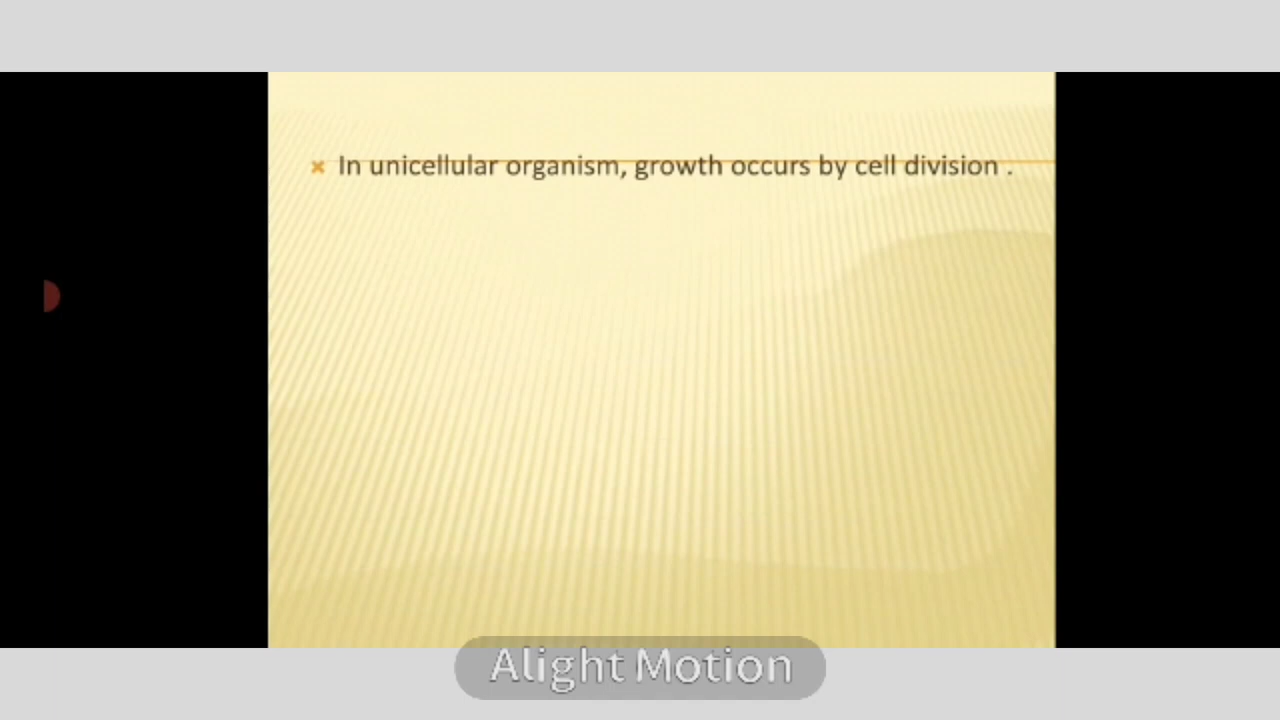 In unicellular organism, growth occurs by cell division .
Alight Motion